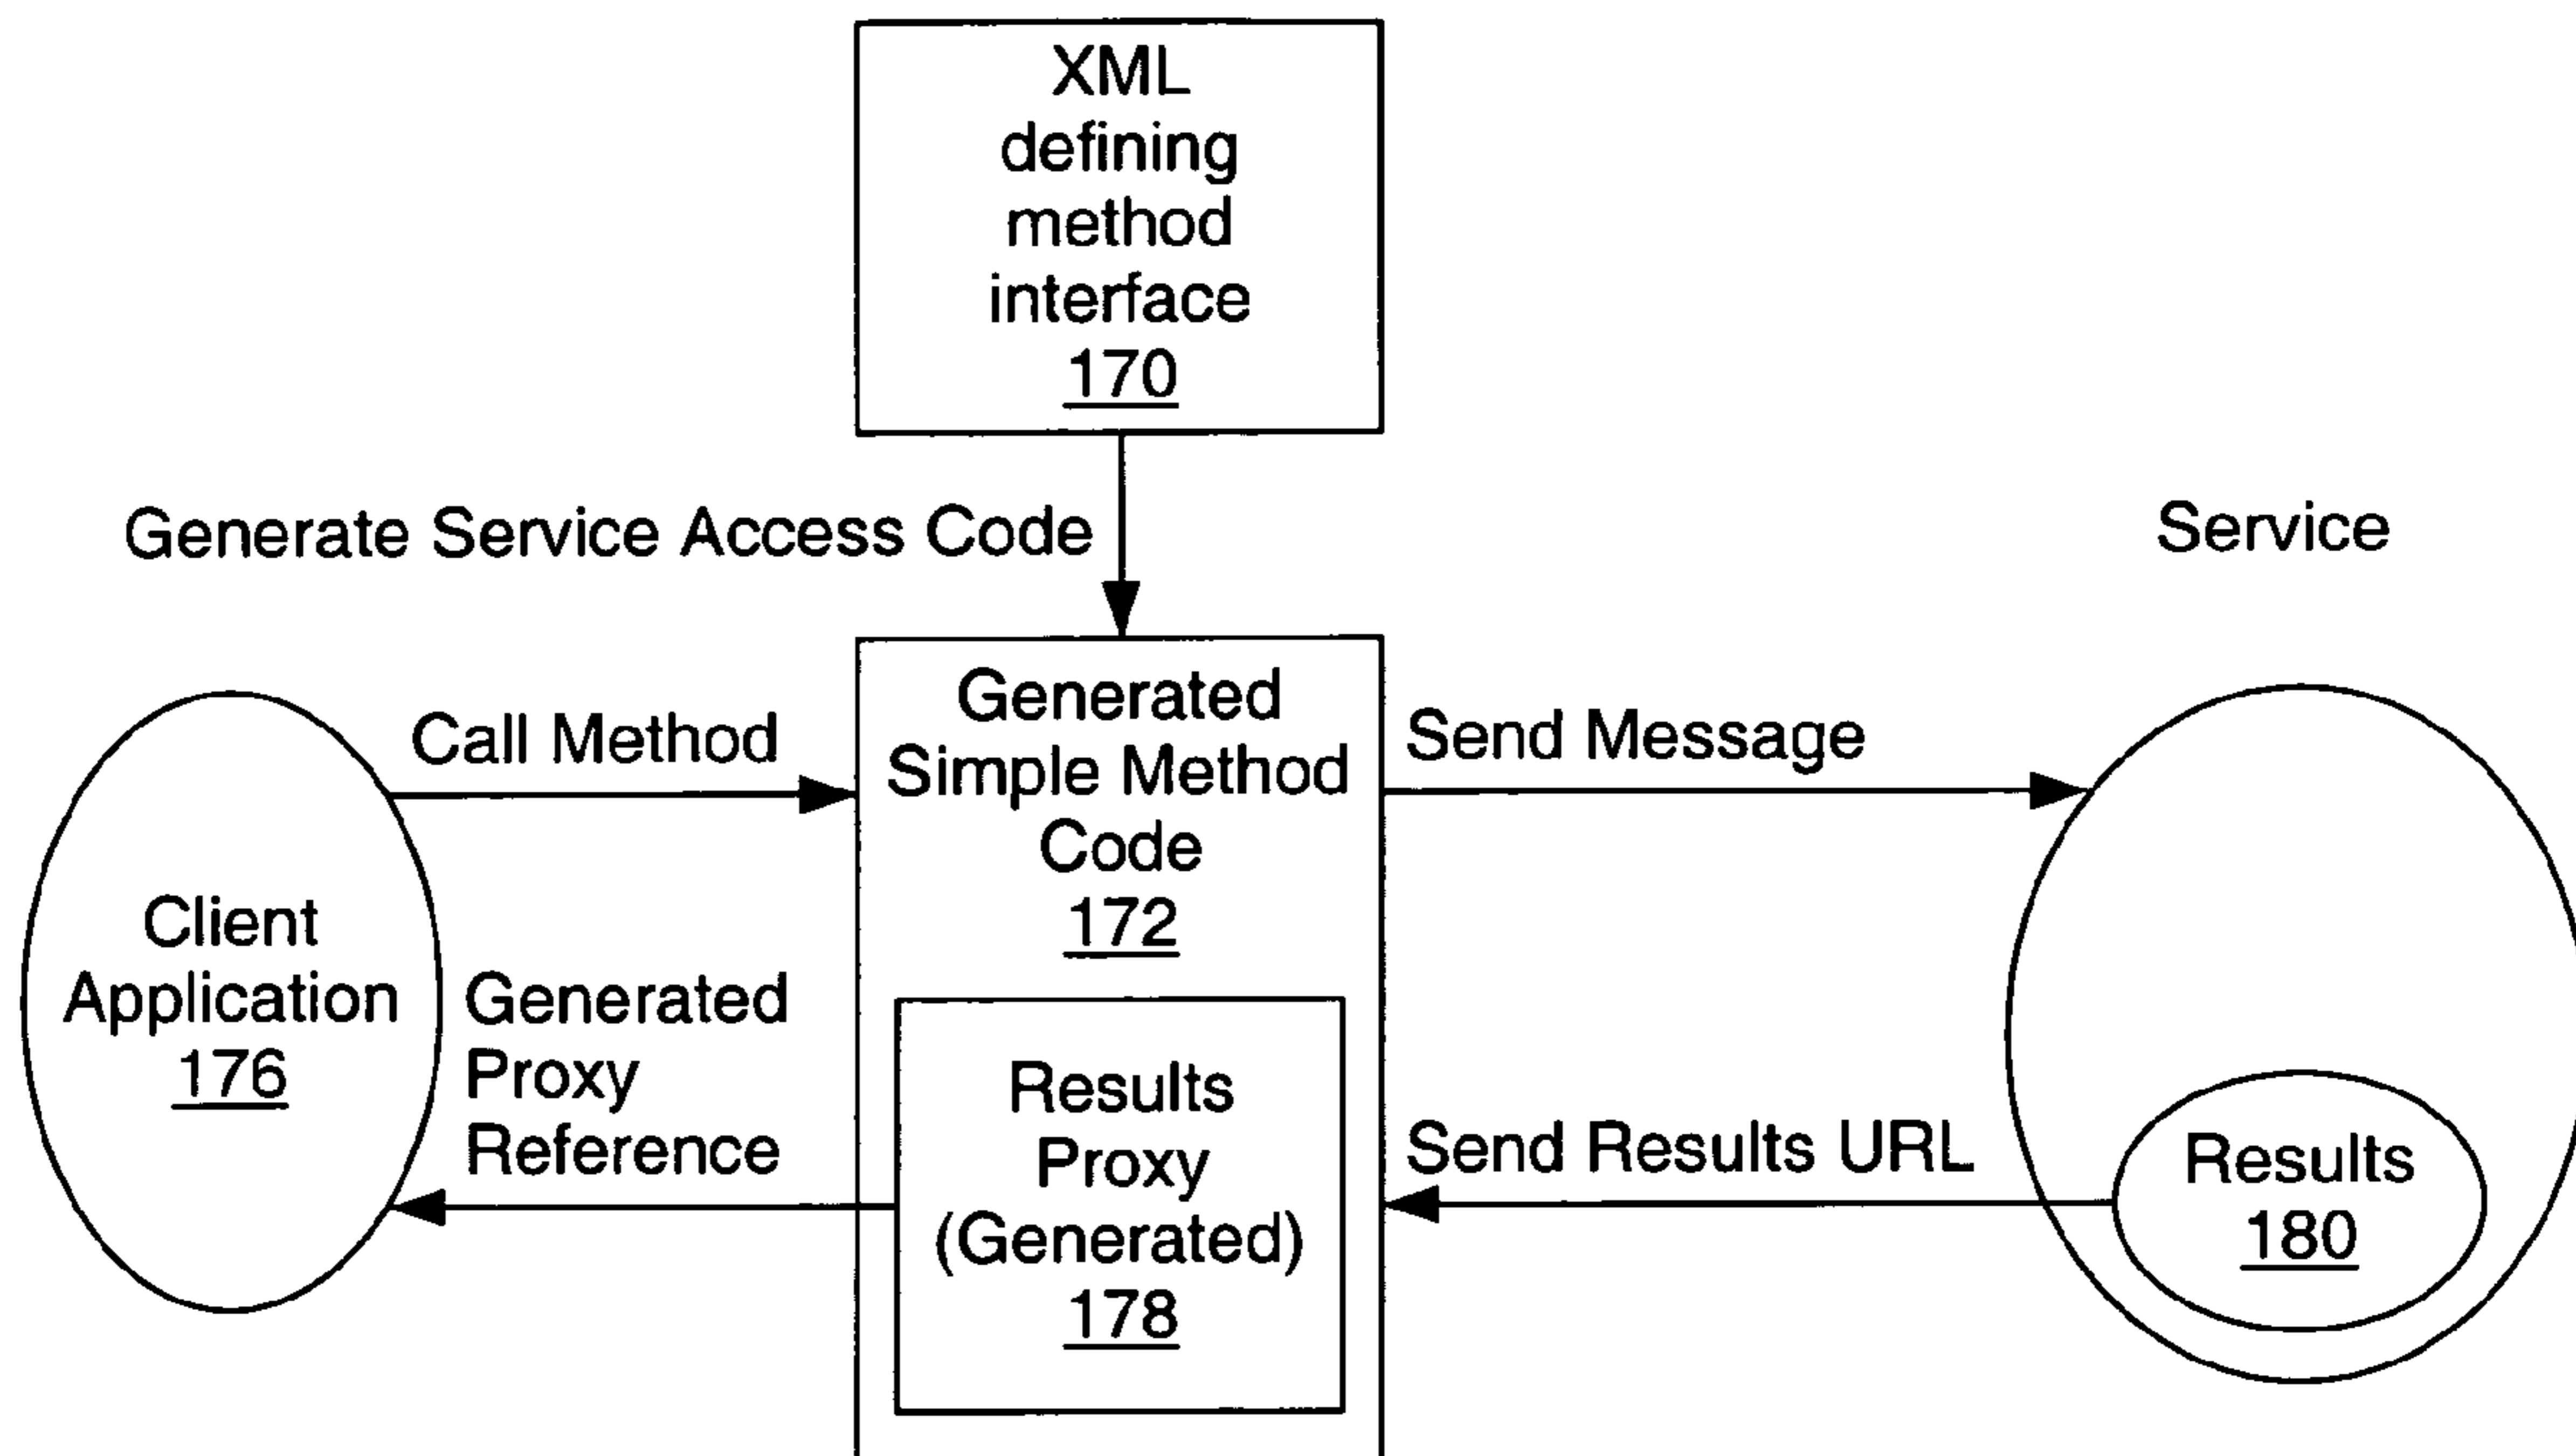 XML
defining
method
interface
170
Generate Service Access Code
Service
Generated
Simple Method
Code
172
Call Method
Send Message
Client
Application
176
Generated
Proxy
Reference
Results
Proxy
(Generated)
178
Send Results URL
Results
180